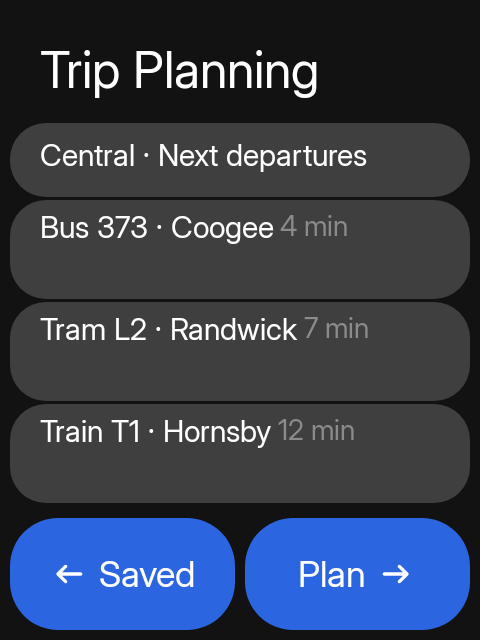 Trip Planning
Central · Next departures
Bus 373 · Coogee 4 min
Tram L2 · Randwick 7 min
Train T1 · Hornsby 12 min
← Saved
Plan →